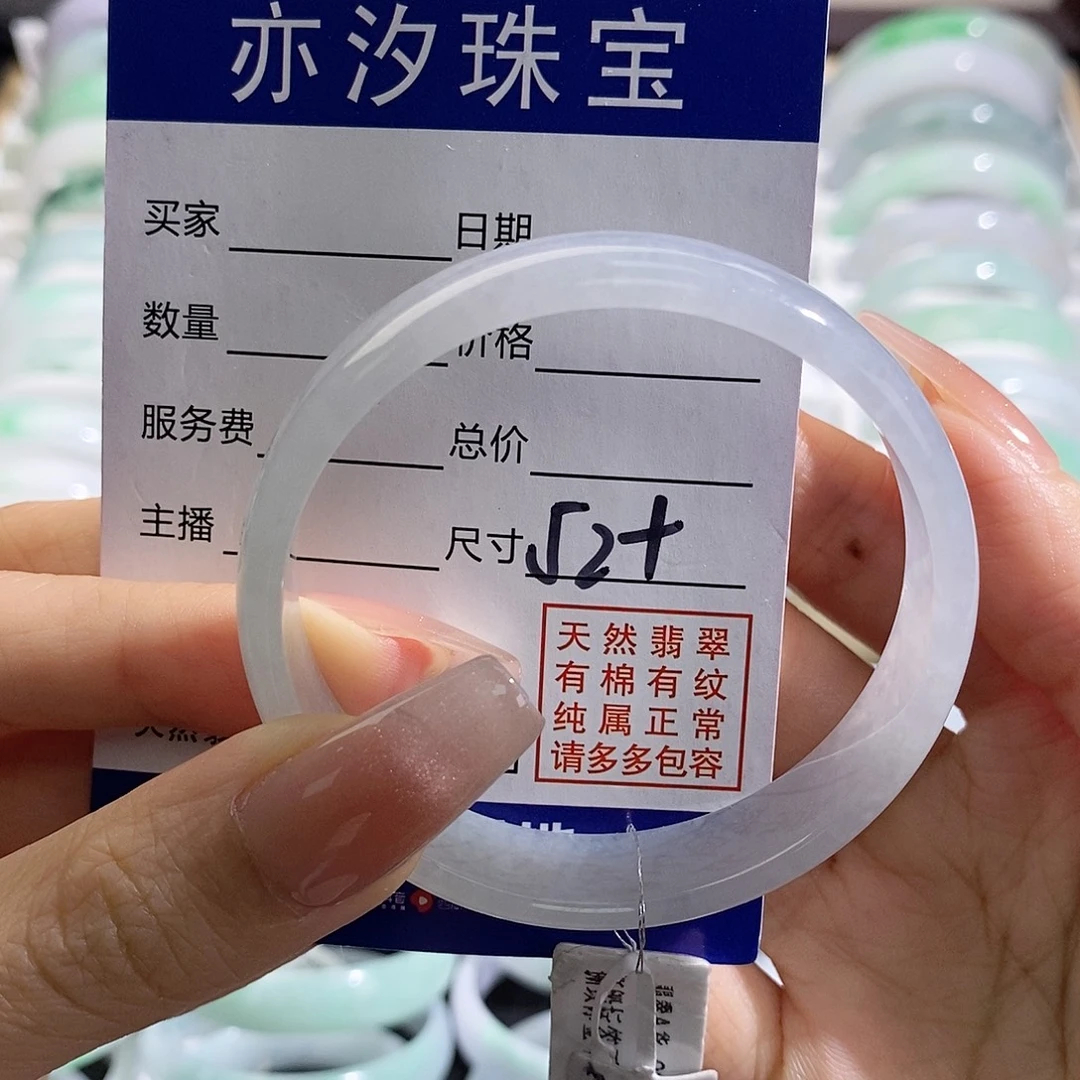 亦汐珠宝
买家 日期
数量 价格
服务费 总价
主播 尺寸 52+
天然翡翠
有棉有纹
纯属正常
请多多包容